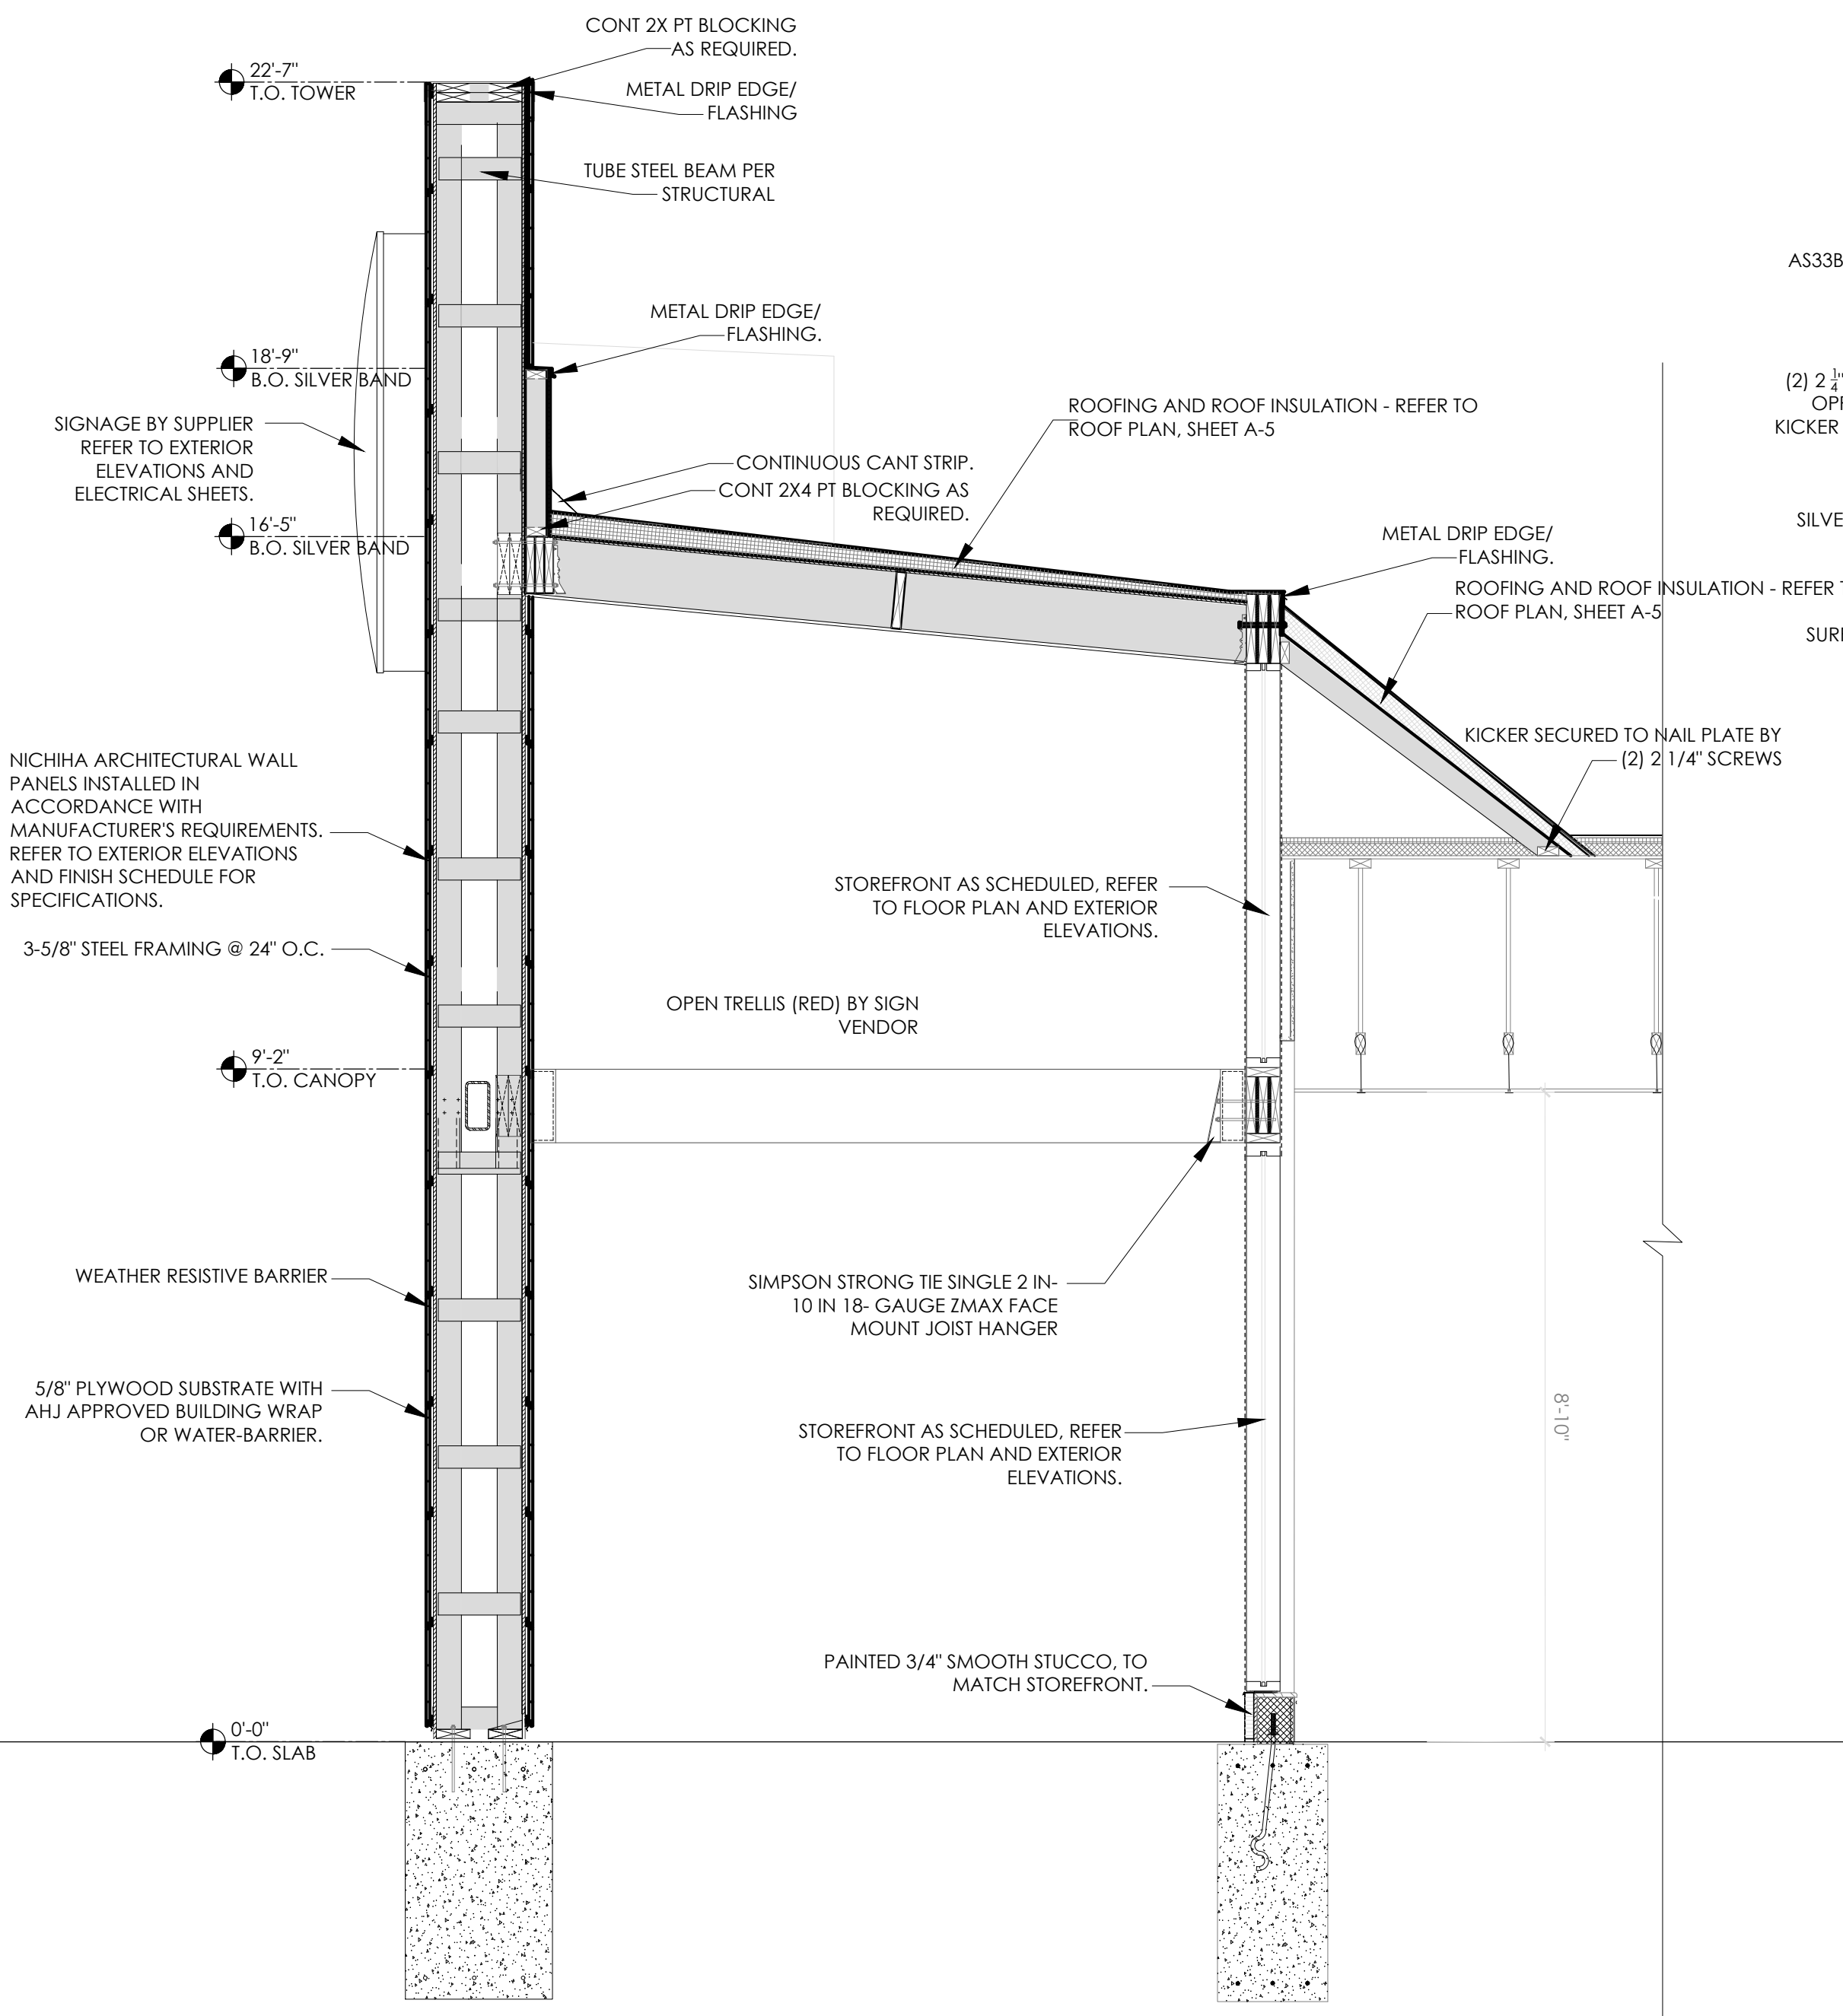 CONT 2X PT BLOCKING
AS REQUIRED.
22'-7"
T.O. TOWER
METAL DRIP EDGE/
FLASHING
TUBE STEEL BEAM PER
STRUCTURAL
AS33B
METAL DRIP EDGE/
FLASHING.
18'-9"
B.O. SILVER BAND
(2) 2 1/4"
OPP
KICKER
SIGNAGE BY SUPPLIER
REFER TO EXTERIOR
ELEVATIONS AND
ELECTRICAL SHEETS.
ROOFING AND ROOF INSULATION - REFER TO
ROOF PLAN, SHEET A-5
CONTINUOUS CANT STRIP.
CONT 2X4 PT BLOCKING AS
REQUIRED.
16'-5"
B.O. SILVER BAND
SILVE
METAL DRIP EDGE/
FLASHING.
ROOFING AND ROOF INSULATION - REFER T
ROOF PLAN, SHEET A-5
SURF
KICKER SECURED TO NAIL PLATE BY
(2) 2 1/4" SCREWS
NICHIHA ARCHITECTURAL WALL
PANELS INSTALLED IN
ACCORDANCE WITH
MANUFACTURER'S REQUIREMENTS.
REFER TO EXTERIOR ELEVATIONS
AND FINISH SCHEDULE FOR
SPECIFICATIONS.
STOREFRONT AS SCHEDULED, REFER
TO FLOOR PLAN AND EXTERIOR
ELEVATIONS.
3-5/8" STEEL FRAMING @ 24" O.C.
OPEN TRELLIS (RED) BY SIGN
VENDOR
9'-2"
T.O. CANOPY
WEATHER RESISTIVE BARRIER
SIMPSON STRONG TIE SINGLE 2 IN-
10 IN 18- GAUGE ZMAX FACE
MOUNT JOIST HANGER
5/8" PLYWOOD SUBSTRATE WITH
AHJ APPROVED BUILDING WRAP
OR WATER-BARRIER.
8'-10"
STOREFRONT AS SCHEDULED, REFER
TO FLOOR PLAN AND EXTERIOR
ELEVATIONS.
PAINTED 3/4" SMOOTH STUCCO, TO
MATCH STOREFRONT.
0'-0"
T.O. SLAB